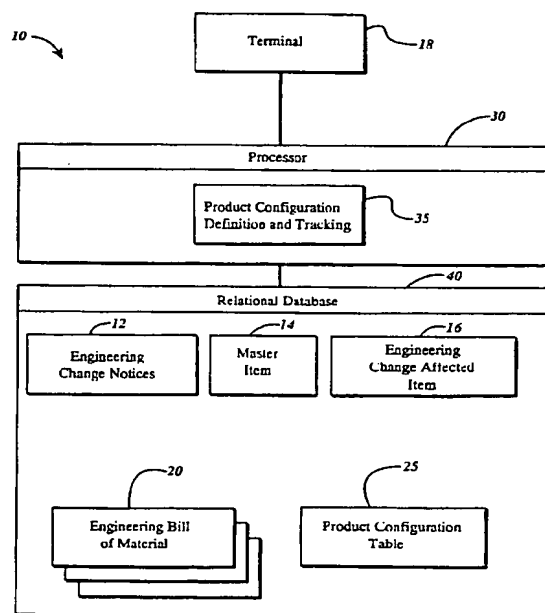 10
Terminal
18
30
Processor
Product Configuration
Definition and Tracking
35
40
Relational Database
12
14
16
Engineering
Change Notices
Master
Item
Engineering
Change Affected
Item
20
25
Engineering Bill
of Material
Product Configuration
Table